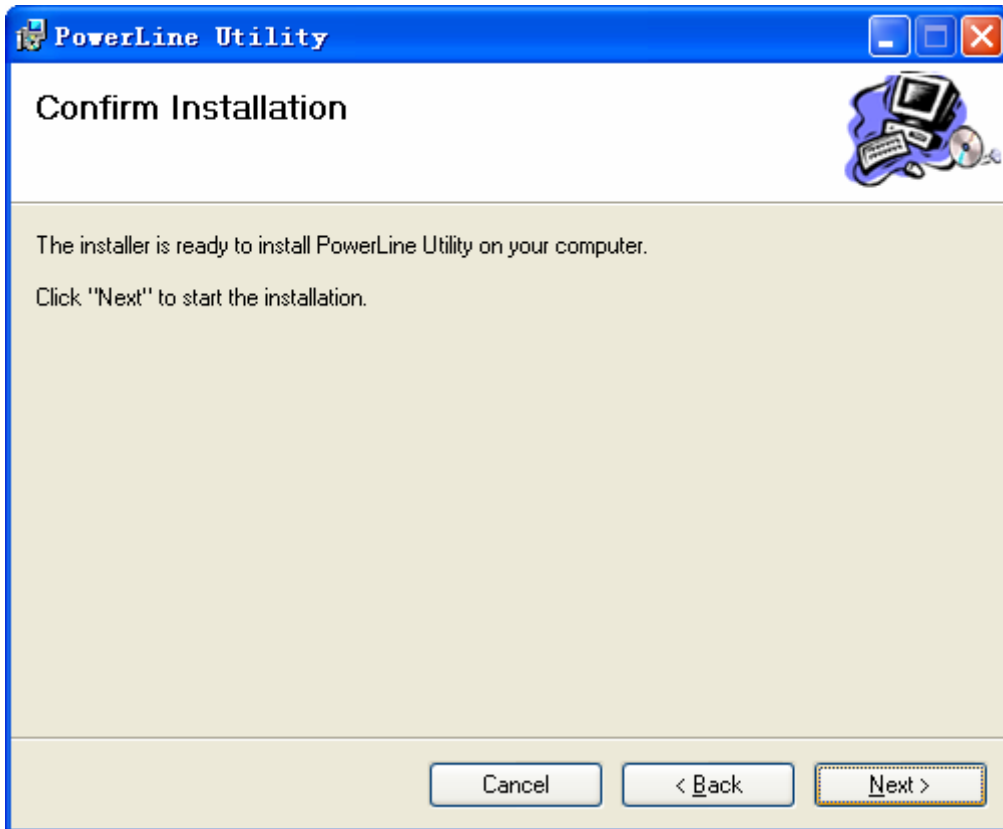 PowerLine Utility
Confirm Installation
The installer is ready to install PowerLine Utility on your computer.
Click "Next" to start the installation.
Cancel
< Back
Next >